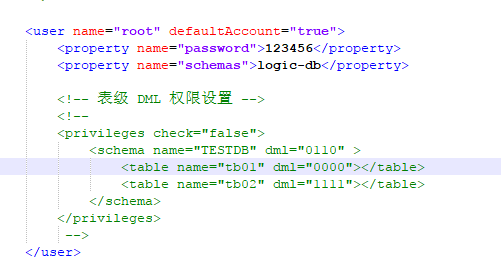 <user name="root" defaultAccount="true">
<property name="password">123456</property>
<property name="schemas">logic-db</property>
<!-- 表级 DML 权限设置 -->
<!--
<privileges check="false">
<schema name="TESTDB" dml="0110" >
<table name="tb01" dml="0000"></table>
<table name="tb02" dml="1111"></table>
</schema>
</privileges>
-->
</user>